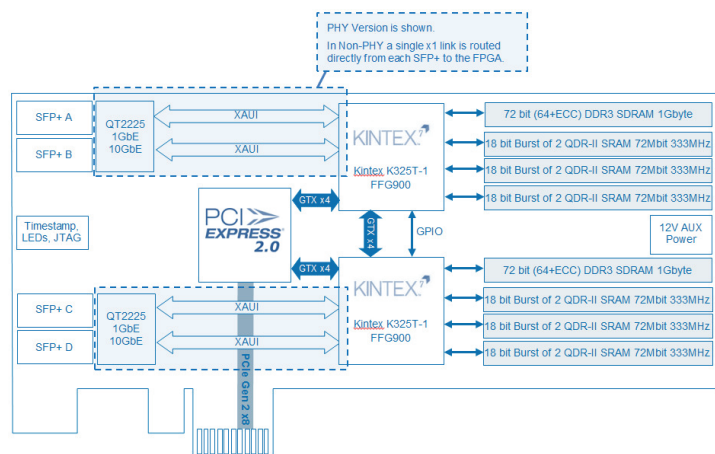 PHY Version is shown.
In Non-PHY a single x1 link is routed
directly from each SFP+ to the FPGA.
SFP+ A
SFP+ B
QT2225
1GbE
10GbE
XAUI
XAUI
KINTEX 7
Kintex K325T-1
FFG900
72 bit (64+ECC) DDR3 SDRAM 1Gbyte
18 bit Burst of 2 QDR-II SRAM 72Mbit 333MHz
18 bit Burst of 2 QDR-II SRAM 72Mbit 333MHz
18 bit Burst of 2 QDR-II SRAM 72Mbit 333MHz
Timestamp,
LEDs, JTAG
PCI
EXPRESS®
2.0
GTX x4
GTX x4
GTX x4
GPIO
12V AUX
Power
SFP+ C
SFP+ D
QT2225
1GbE
10GbE
XAUI
XAUI
KINTEX 7
Kintex K325T-1
FFG900
72 bit (64+ECC) DDR3 SDRAM 1Gbyte
18 bit Burst of 2 QDR-II SRAM 72Mbit 333MHz
18 bit Burst of 2 QDR-II SRAM 72Mbit 333MHz
18 bit Burst of 2 QDR-II SRAM 72Mbit 333MHz
PCIe Gen 2 x8